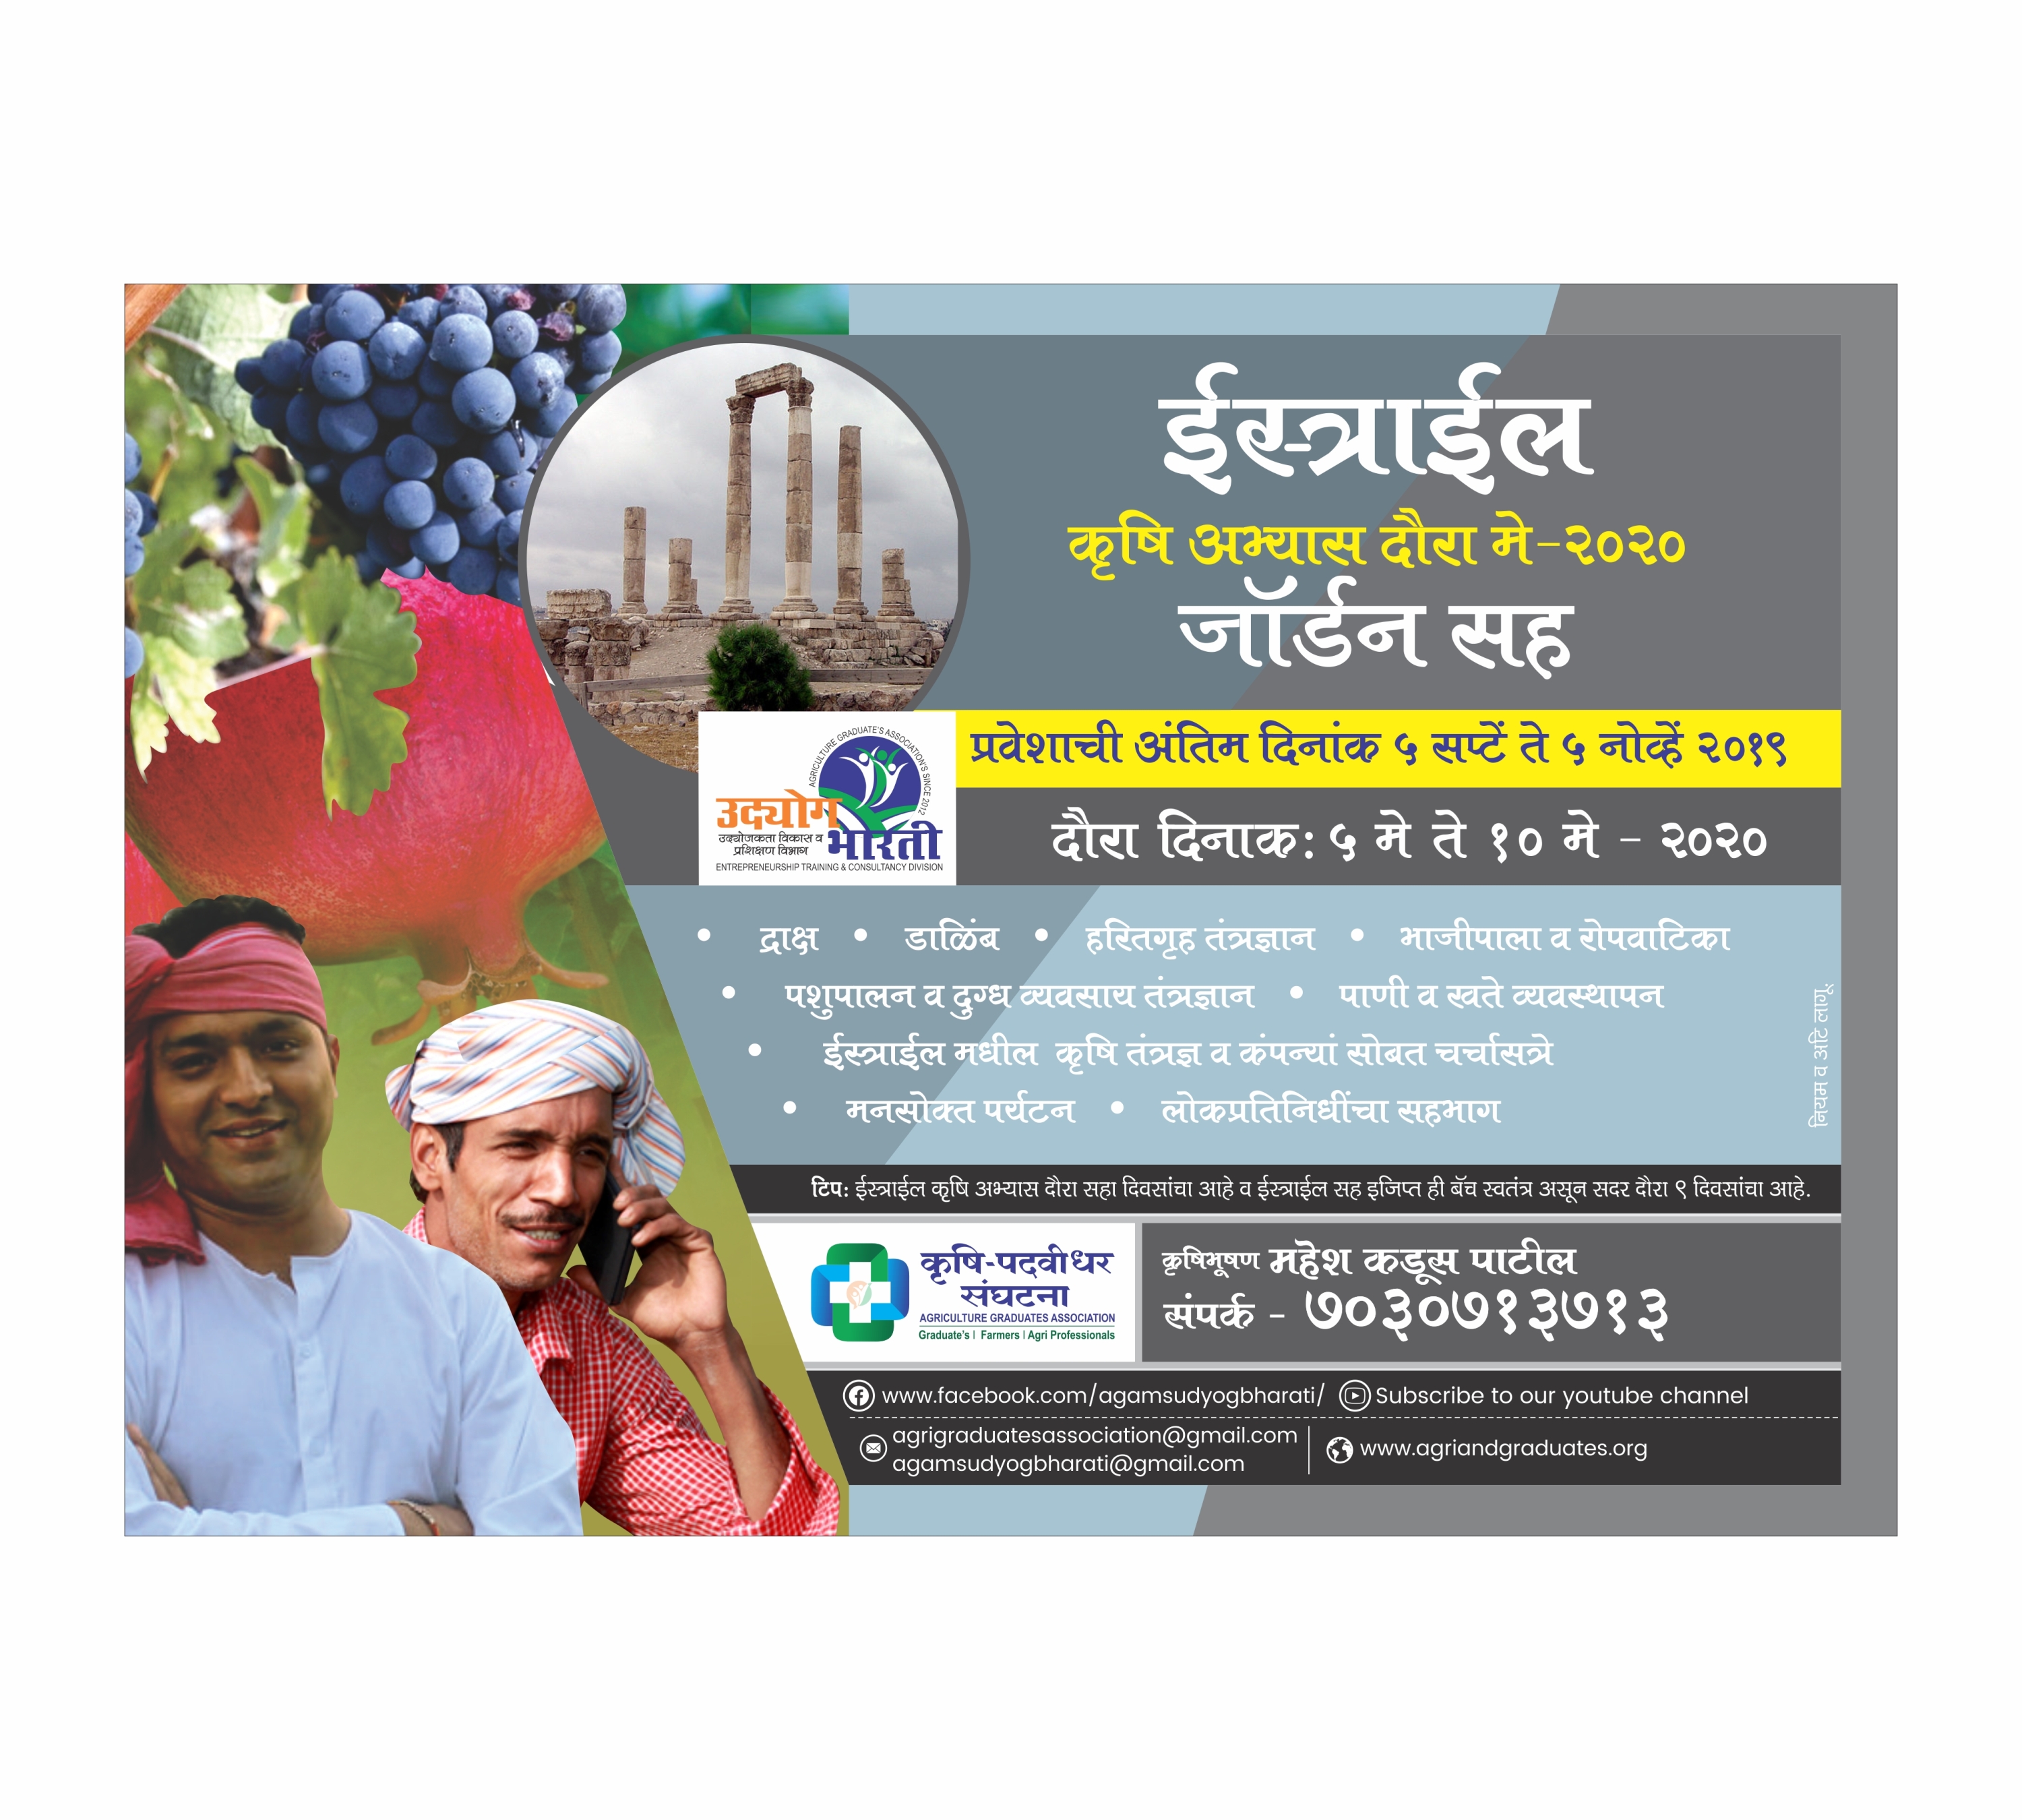 ईस्त्राईल
कृषि अभ्यास दौरा मे-२०२०
जॉर्डन सह
प्रवेशाची अंतिम दिनांक ५ सप्टें ते ५ नोव्हें २०१९
AGRICULTURE GRADUATE'S ASSOCIATION'S SINCE 2012
उद्योग
भारती
उद्योजकता विकास व
प्रशिक्षण विभाग
ENTREPRENEURSHIP TRAINING & CONSULTANCY DIVISION
दौरा दिनाक: ५ मे ते १० मे - २०२०
• द्राक्ष • डाळिंब • हरितगृह तंत्रज्ञान • भाजीपाला व रोपवाटिका
• पशुपालन व दुग्ध व्यवसाय तंत्रज्ञान • पाणी व खते व्यवस्थापन
• ईस्त्राईल मधील कृषि तंत्रज्ञ व कंपन्यां सोबत चर्चासत्रे
• मनसोक्त पर्यटन • लोकप्रतिनिधींचा सहभाग
नियम व अटि लागू.
टिप: ईस्त्राईल कृषि अभ्यास दौरा सहा दिवसांचा आहे व ईस्त्राईल सह इजिप्त ही बॅच स्वतंत्र असून सदर दौरा ९ दिवसांचा आहे.
कृषि-पदवीधर
संघटना
AGRICULTURE GRADUATES ASSOCIATION
Graduate's | Farmers | Agri Professionals
कृषिभूषण महेश कडूस पाटील
संपर्क - ७०३०७१३७१३
www.facebook.com/agamsudyogbharati/ Subscribe to our youtube channel
agrigraduatesassociation@gmail.com
agamsudyogbharati@gmail.com
www.agriandgraduates.org